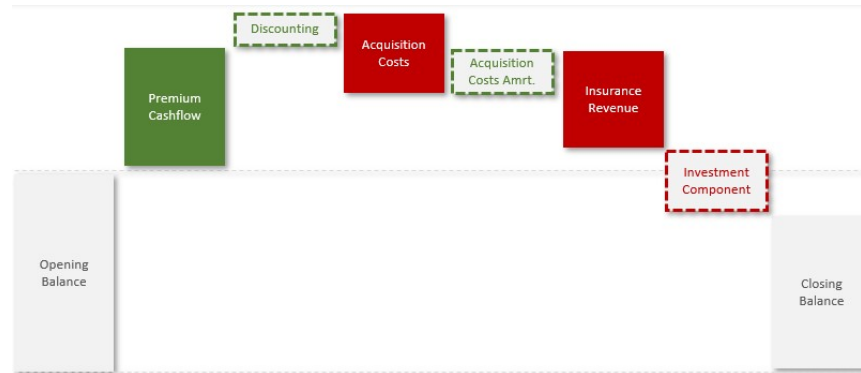 Discounting
Acquisition
Costs
Premium
Cashflow
Acquisition
Costs Amrt.
Insurance
Revenue
Investment
Component
Opening
Balance
Closing
Balance